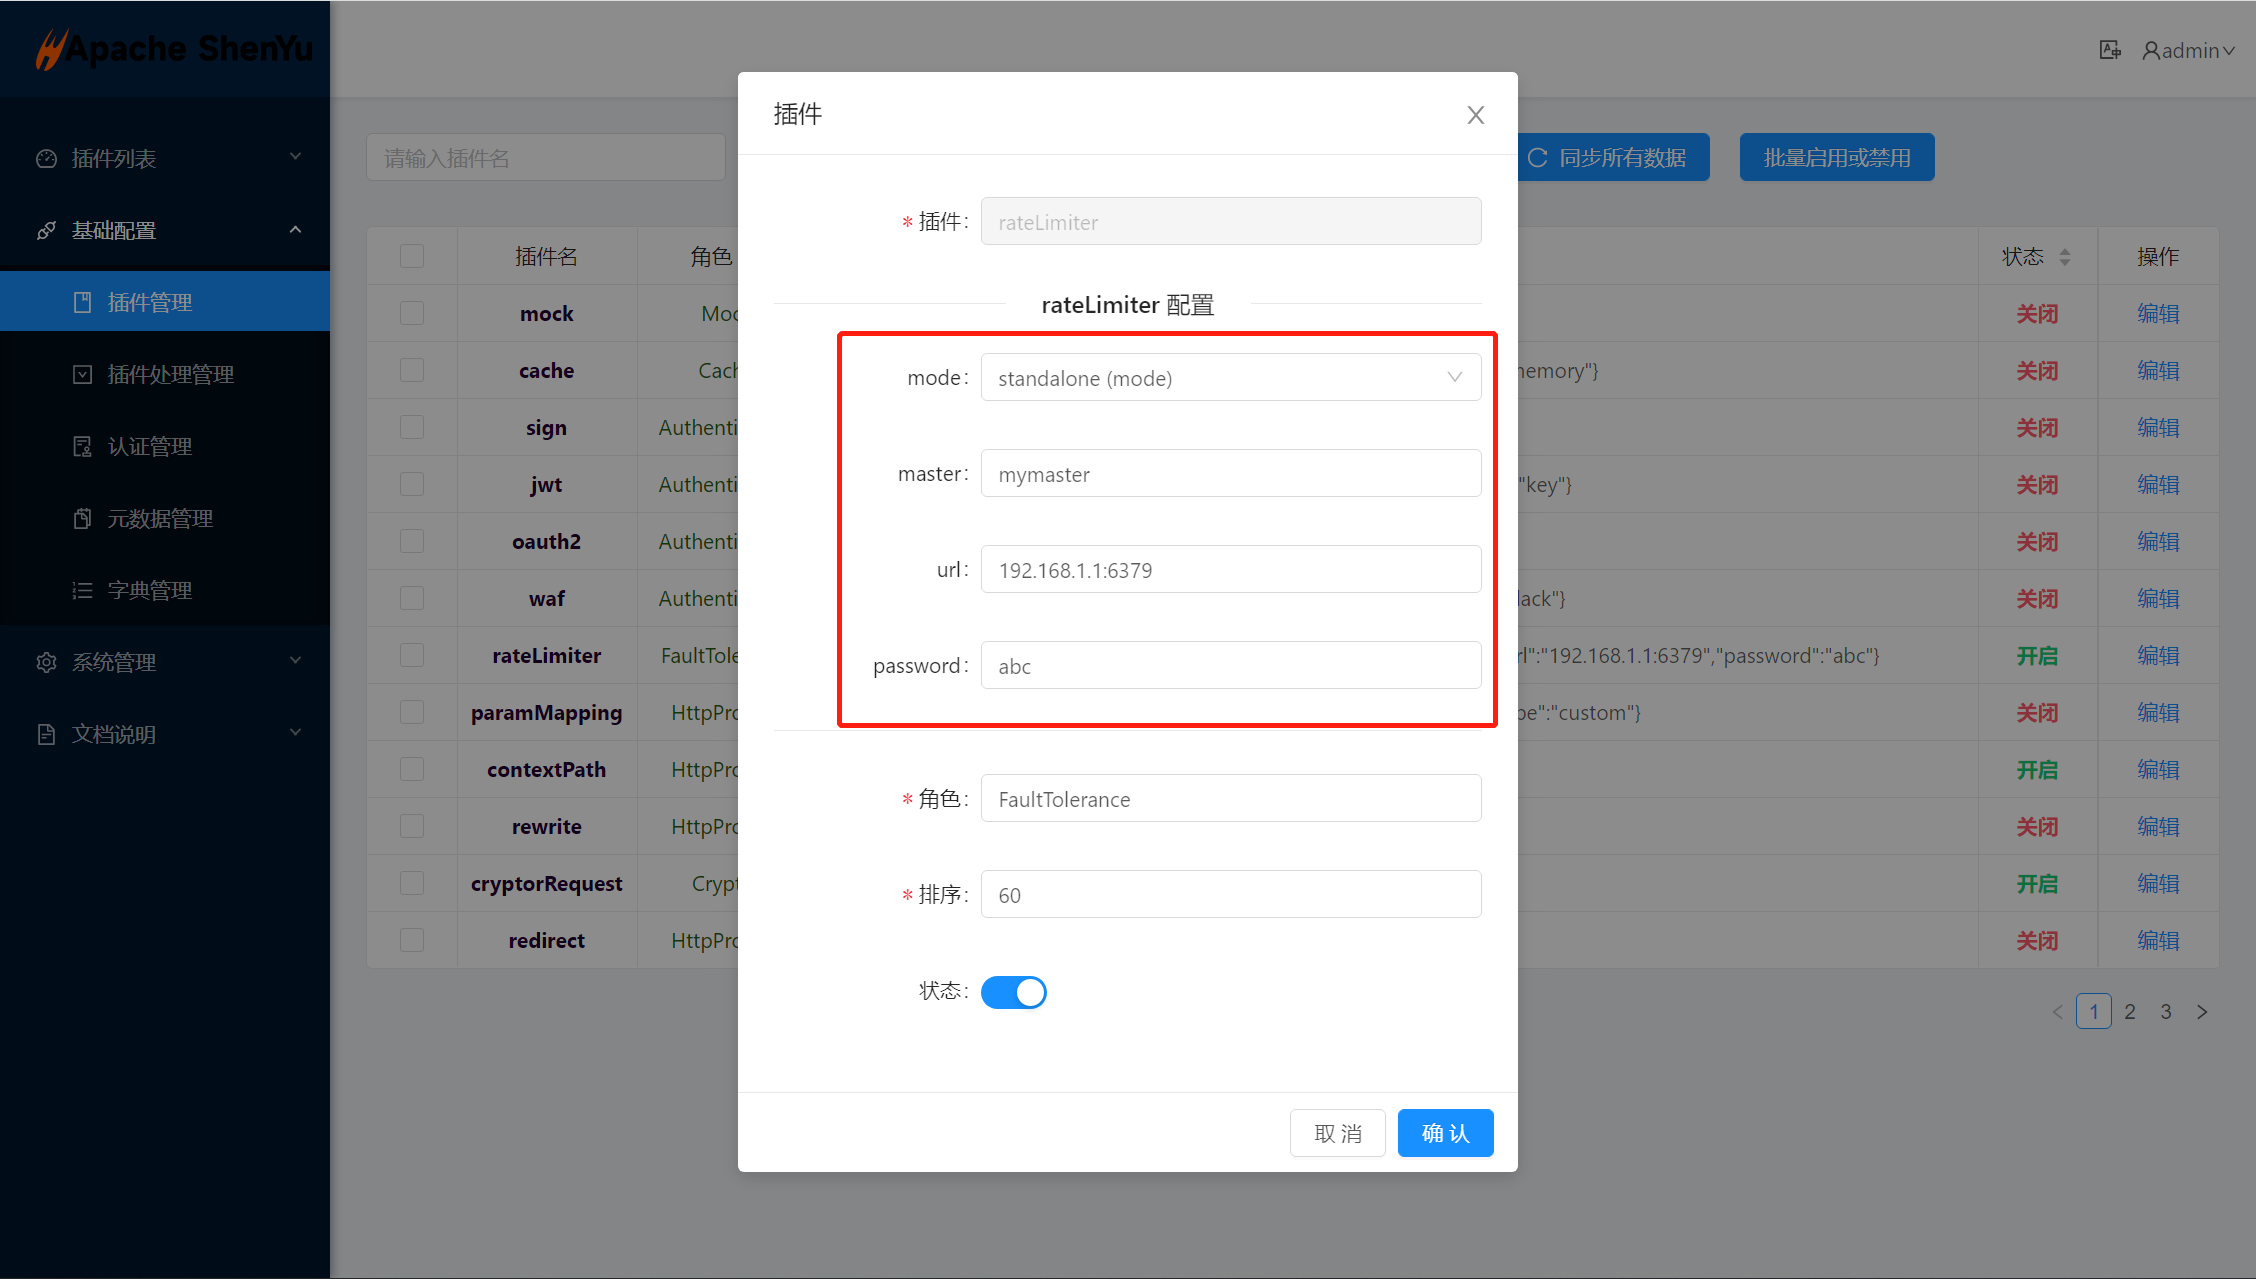 Apache ShenYu
admin
插件列表
基础配置
插件管理
插件处理管理
认证管理
元数据管理
字典管理
系统管理
文档说明
请输入插件名
同步所有数据
批量启用或禁用
插件名 角色 状态 操作
mock Moc 关闭 编辑
cache Cach memory"} 关闭 编辑
sign Authenti 关闭 编辑
jwt Authenti "key"} 关闭 编辑
oauth2 Authenti 关闭 编辑
waf Authenti lack"} 关闭 编辑
rateLimiter FaultTole rl":"192.168.1.1:6379","password":"abc"} 开启 编辑
paramMapping HttpPro pe":"custom"} 关闭 编辑
contextPath HttpPro 开启 编辑
rewrite HttpPro 关闭 编辑
cryptorRequest Crypt 开启 编辑
redirect HttpPro 关闭 编辑
1 2 3
插件
* 插件: rateLimiter
rateLimiter 配置
mode: standalone (mode)
master: mymaster
url: 192.168.1.1:6379
password: abc
* 角色: FaultTolerance
* 排序: 60
状态:
取 消 确 认